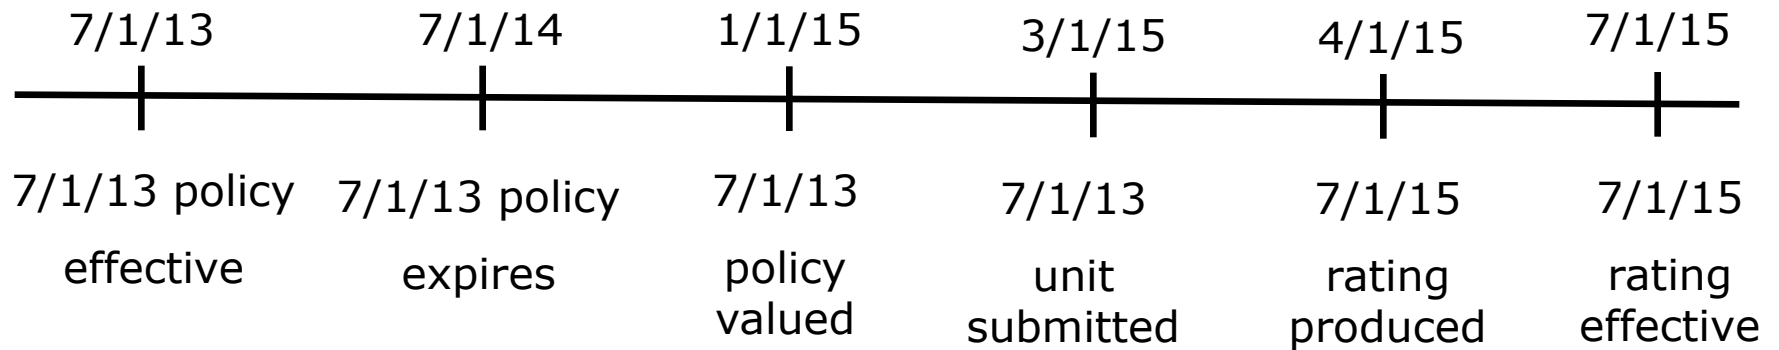 7/1/13 7/1/14 1/1/15 3/1/15 4/1/15 7/1/15
7/1/13 policy 7/1/13 policy 7/1/13 7/1/13 7/1/15 7/1/15
effective expires policy unit rating rating
valued submitted produced effective